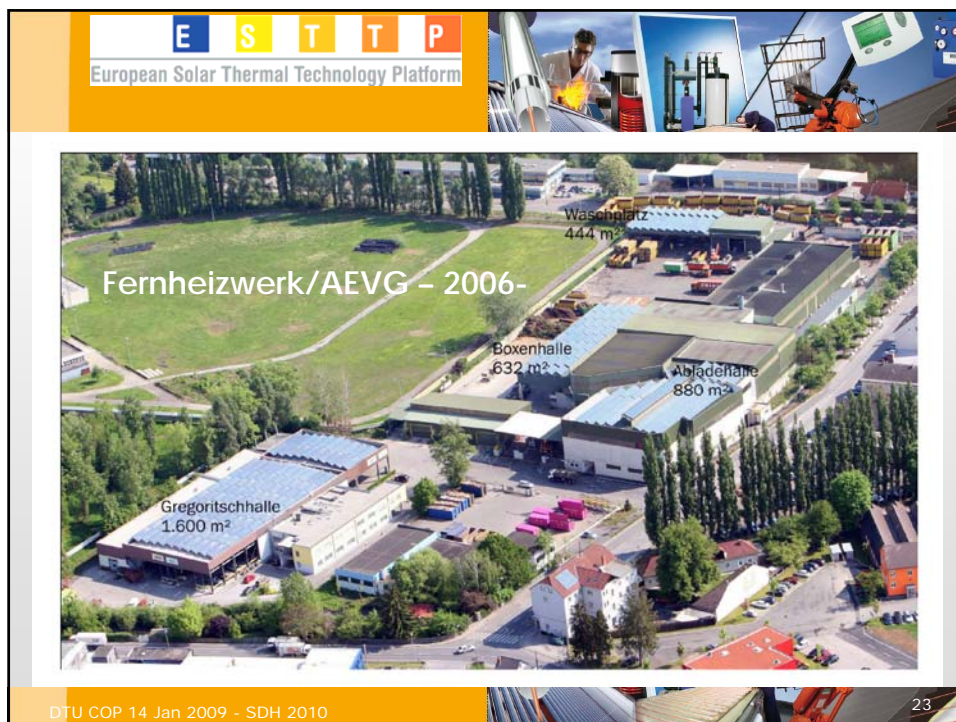 E S T T P
European Solar Thermal Technology Platform
Waschplatz
444 m²
Fernheizwerk/AEVG – 2006-
Boxenhalle
632 m²
Abladehalle
880 m²
Gregoritschhalle
1.600 m²
DTU COP 14 Jan 2009 - SDH 2010
23